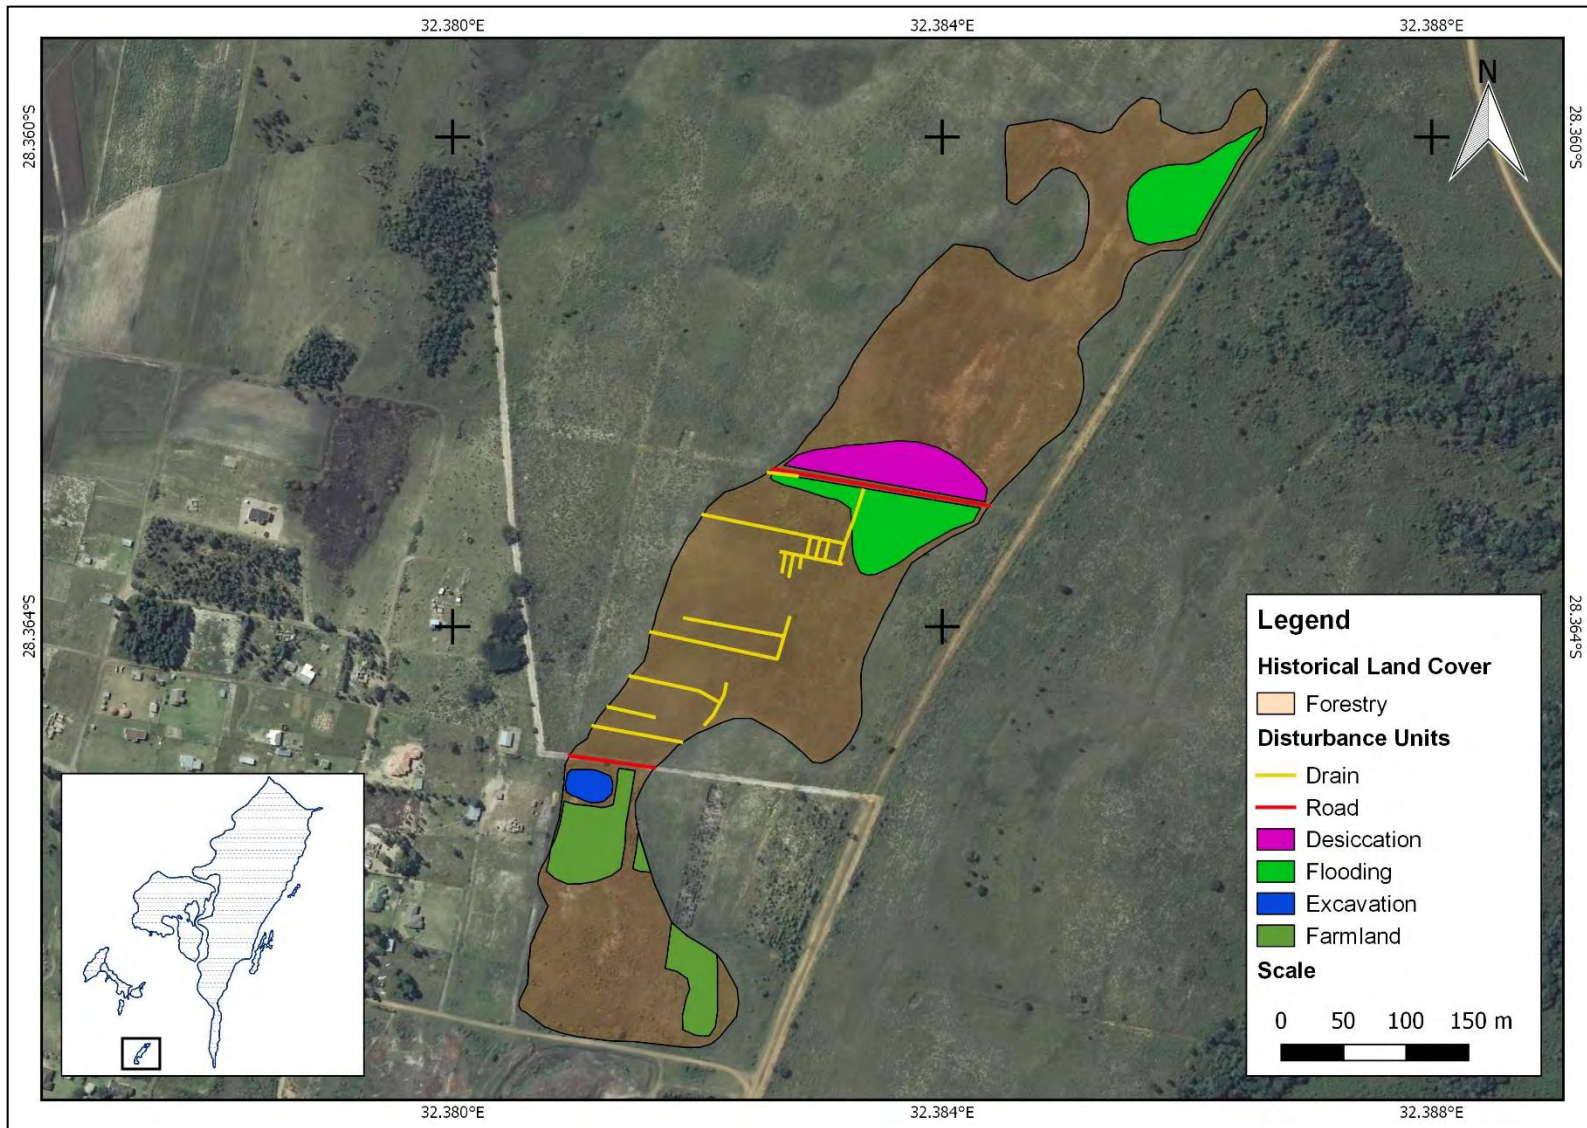 32.380°E 32.384°E 32.388°E
N
28.360°S 28.360°S
28.364°S 28.364°S
Legend
Historical Land Cover
Forestry
Disturbance Units
Drain
Road
Desiccation
Flooding
Excavation
Farmland
Scale
0 50 100 150 m
32.380°E 32.384°E 32.388°E